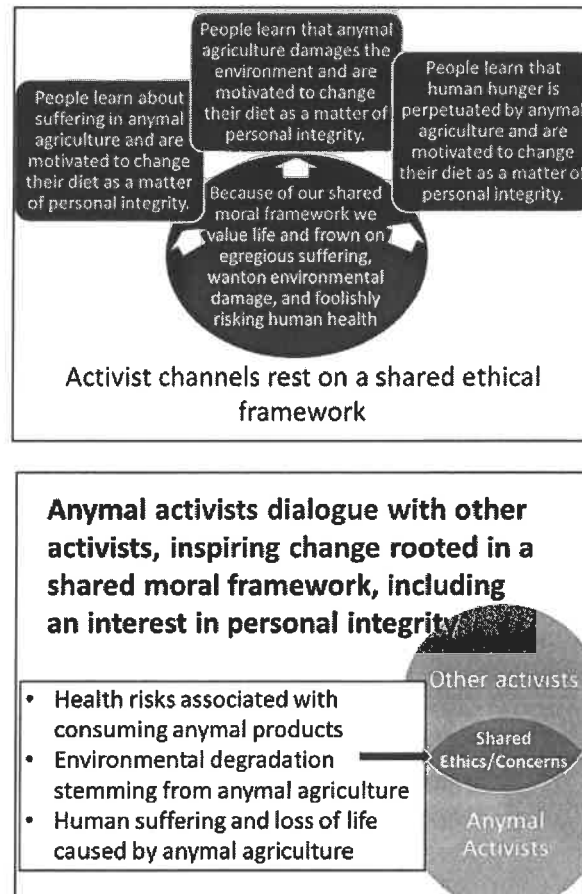 People learn that anymal
agriculture damages the
environment and are
motivated to change
their diet as a matter of
personal integrity.
People learn about
suffering in anymal
agriculture and are
motivated to change
their diet as a matter
of personal integrity.
People learn that
human hunger is
perpetuated by anymal
agriculture and are
motivated to change
their diet as a matter of
personal integrity.
Because of our shared
moral framework we
value life and frown on
egregious suffering,
wanton environmental
damage, and foolishly
risking human health
Activist channels rest on a shared ethical
framework
Anymal activists dialogue with other
activists, inspiring change rooted in a
shared moral framework, including
an interest in personal integrity
• Health risks associated with
consuming anymal products
• Environmental degradation
stemming from anymal agriculture
• Human suffering and loss of life
caused by anymal agriculture
Other activists
Shared
Ethics/Concerns
Anymal
Activists